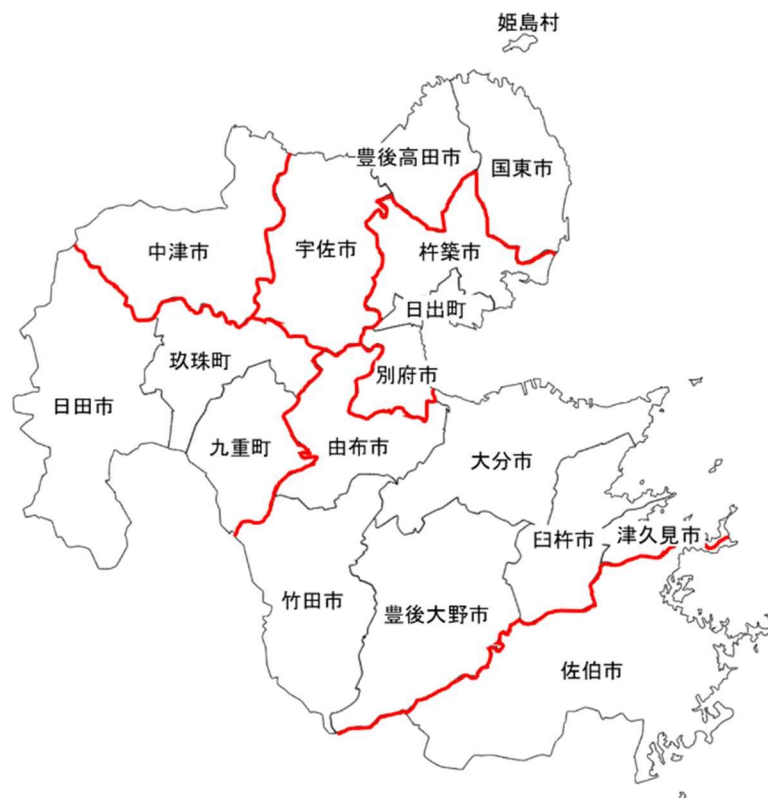 姫島村
豊後高田市
国東市
中津市
宇佐市
杵築市
日出町
玖珠町
別府市
日田市
九重町
由布市
大分市
臼杵市
津久見市
竹田市
豊後大野市
佐伯市